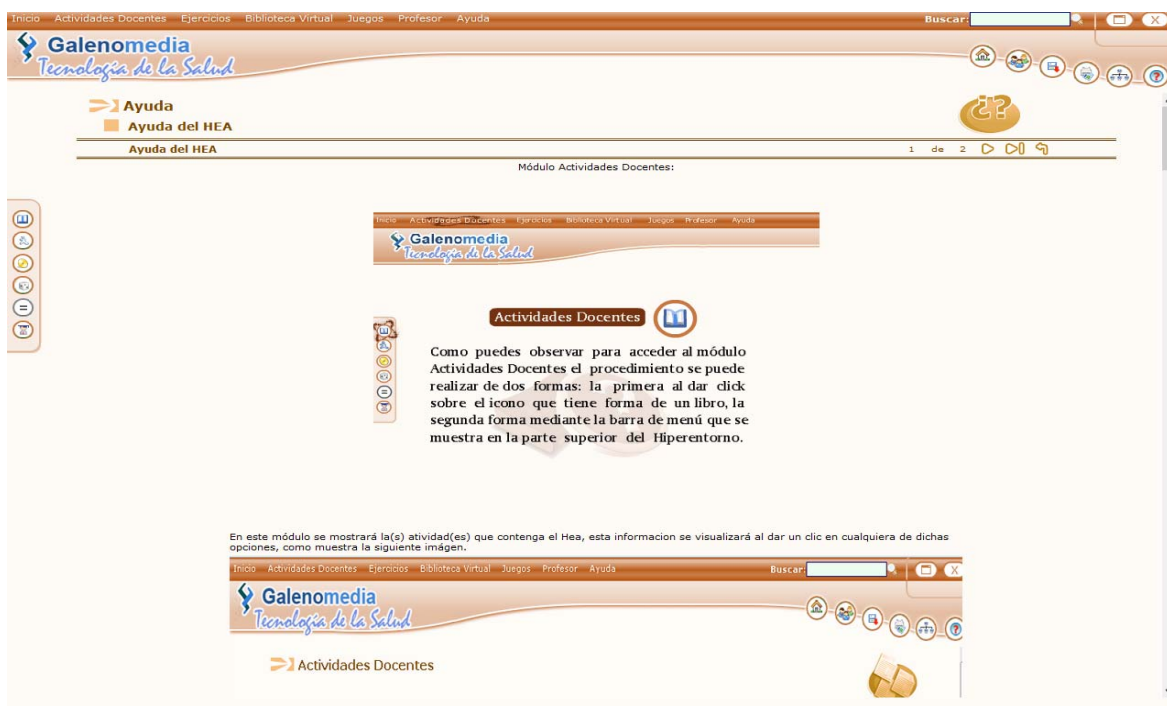 Inicio Actividades Docentes Ejercicios Biblioteca Virtual Juegos Profesor Ayuda Buscar: X
Galenomedia
Tecnología de la Salud
Ayuda
¿?
Ayuda del HEA
Ayuda del HEA 1 de 2
Módulo Actividades Docentes:
Inicio Actividades Docentes Ejercicios Biblioteca Virtual Juegos Profesor Ayuda
Galenomedia
Tecnología de la Salud
Actividades Docentes
Como puedes observar para acceder al módulo
Actividades Docentes el procedimiento se puede
realizar de dos formas: la primera al dar click
sobre el icono que tiene forma de un libro, la
segunda forma mediante la barra de menú que se
muestra en la parte superior del Hiperentorno.
En este módulo se mostrará la(s) atividad(es) que contenga el Hea, esta informacion se visualizará al dar un clic en cualquiera de dichas
opciones, como muestra la siguiente imágen.
Inicio Actividades Docentes Ejercicios Biblioteca Virtual Juegos Profesor Ayuda Buscar: X
Galenomedia
Tecnología de la Salud
Actividades Docentes